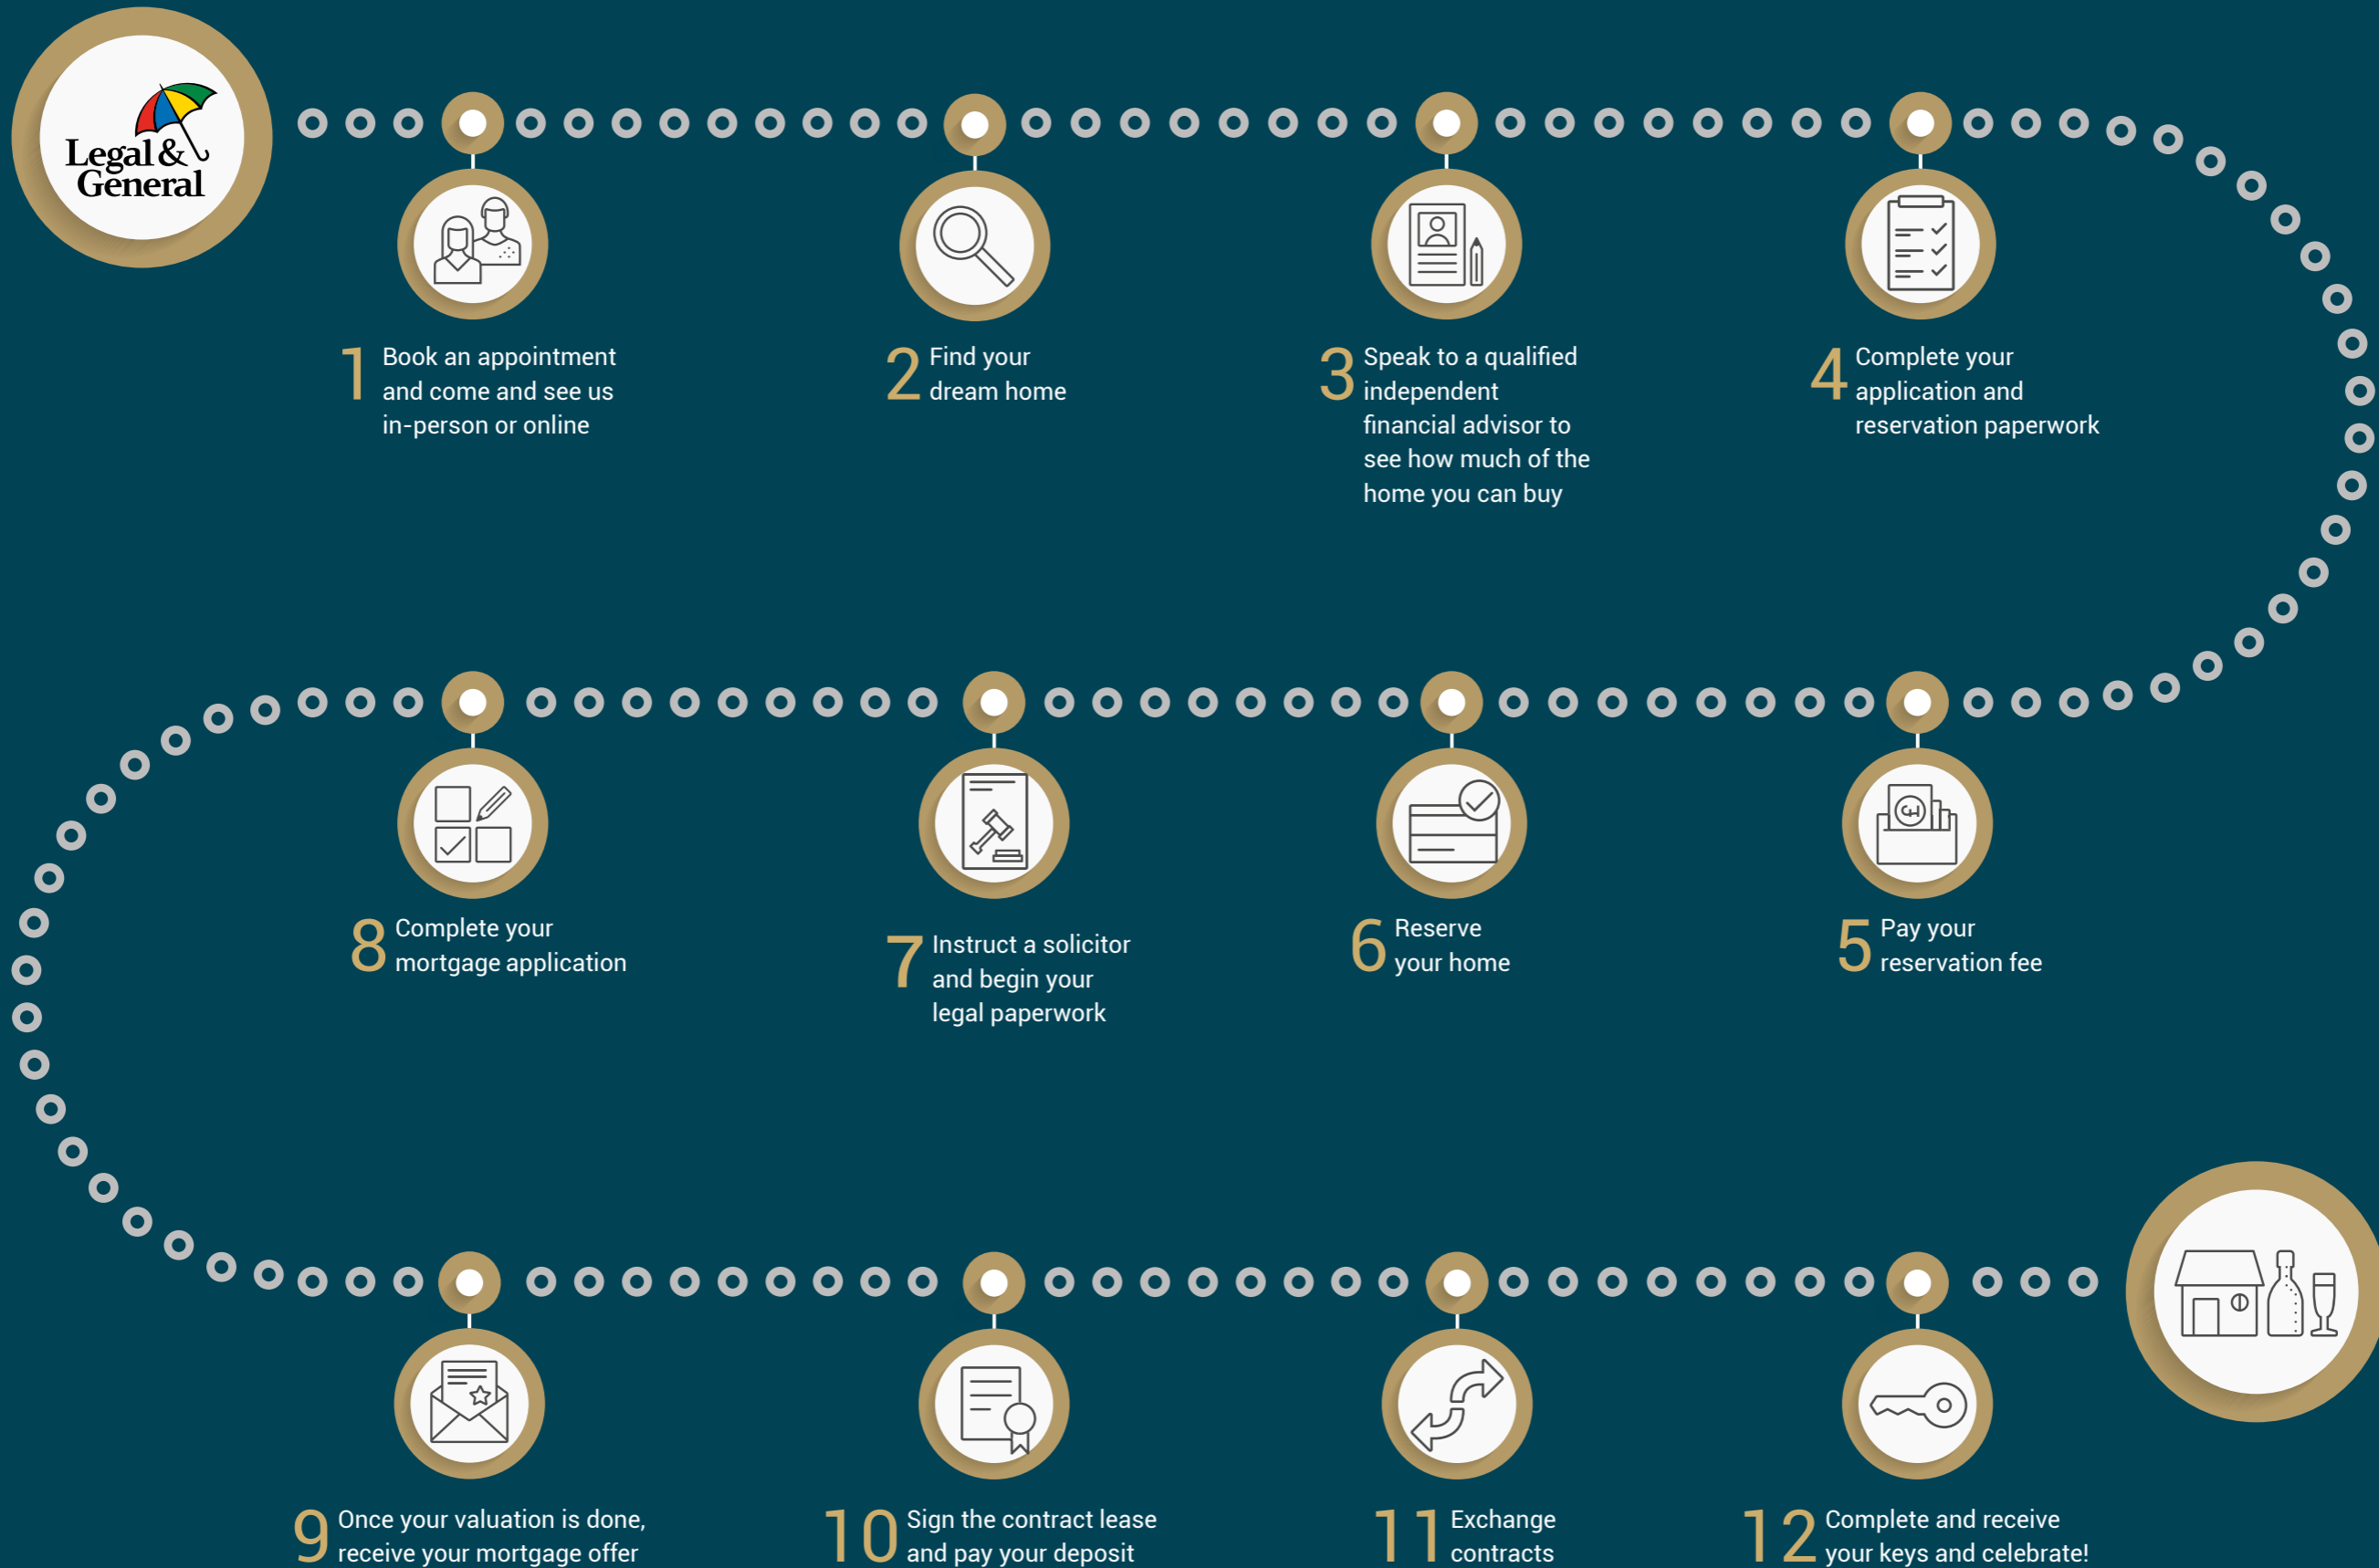 Legal &
General
1 Book an appointment
and come and see us
in-person or online
2 Find your
dream home
3 Speak to a qualified
independent
financial advisor to
see how much of the
home you can buy
4 Complete your
application and
reservation paperwork
5 Pay your
reservation fee
6 Reserve
your home
7 Instruct a solicitor
and begin your
legal paperwork
8 Complete your
mortgage application
9 Once your valuation is done,
receive your mortgage offer
10 Sign the contract lease
and pay your deposit
11 Exchange
contracts
12 Complete and receive
your keys and celebrate!